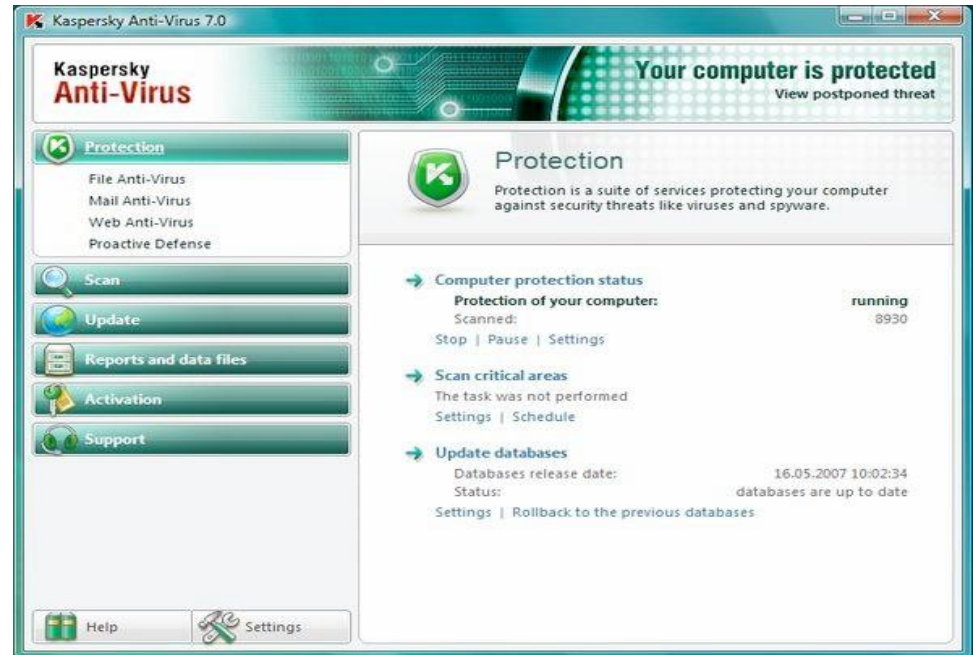 Kaspersky Anti-Virus 7.0
Kaspersky
Anti-Virus
Your computer is protected
View postponed threat
Protection
File Anti-Virus
Mail Anti-Virus
Web Anti-Virus
Proactive Defense
Scan
Update
Reports and data files
Activation
Support
Help
Settings
Protection
Protection is a suite of services protecting your computer
against security threats like viruses and spyware.
Computer protection status
Protection of your computer: running
Scanned: 8930
Stop | Pause | Settings
Scan critical areas
The task was not performed
Settings | Schedule
Update databases
Databases release date: 16.05.2007 10:02:34
Status: databases are up to date
Settings | Rollback to the previous databases